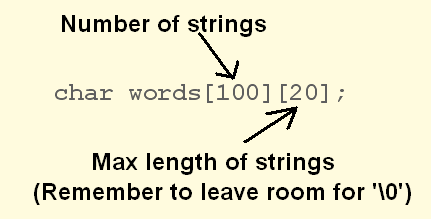 Number of strings
char words[100][20];
Max length of strings
(Remember to leave room for '\0')